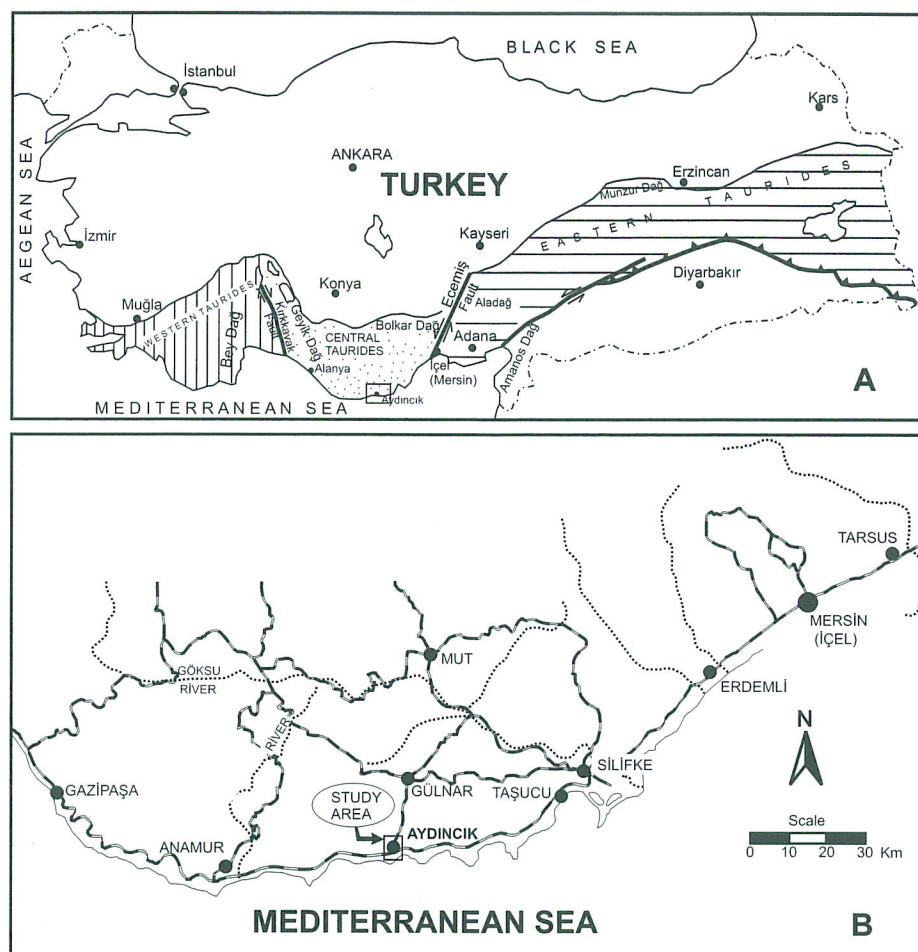 BLACK SEA
İstanbul
Kars
AEGEAN SEA
ANKARA
TURKEY
Erzincan
Munzur Dağ
EASTERN TAURIDES
İzmir
Kayseri
Konya
Ecemiş
Fault
Diyarbakır
Muğla
WESTERN TAURIDES
Bey Dağ
Kırkkavak
Fault
Geyik Dağ
Bolkar Dağ
Aladağ
CENTRAL
TAURIDES
Adana
Alanya
İçel
(Mersin)
Amanos Dağ
Aydıncık
MEDITERRANEAN SEA
A
TARSUS
MERSİN
(İÇEL)
MUT
GÖKSU
RİVER
ERDEMLİ
RİVER
N
SİLİFKE
GAZİPAŞA
GÜLNAR
TAŞUCU
STUDY
AREA
AYDINCIK
Scale
0 10 20 30 Km
ANAMUR
MEDITERRANEAN SEA
B